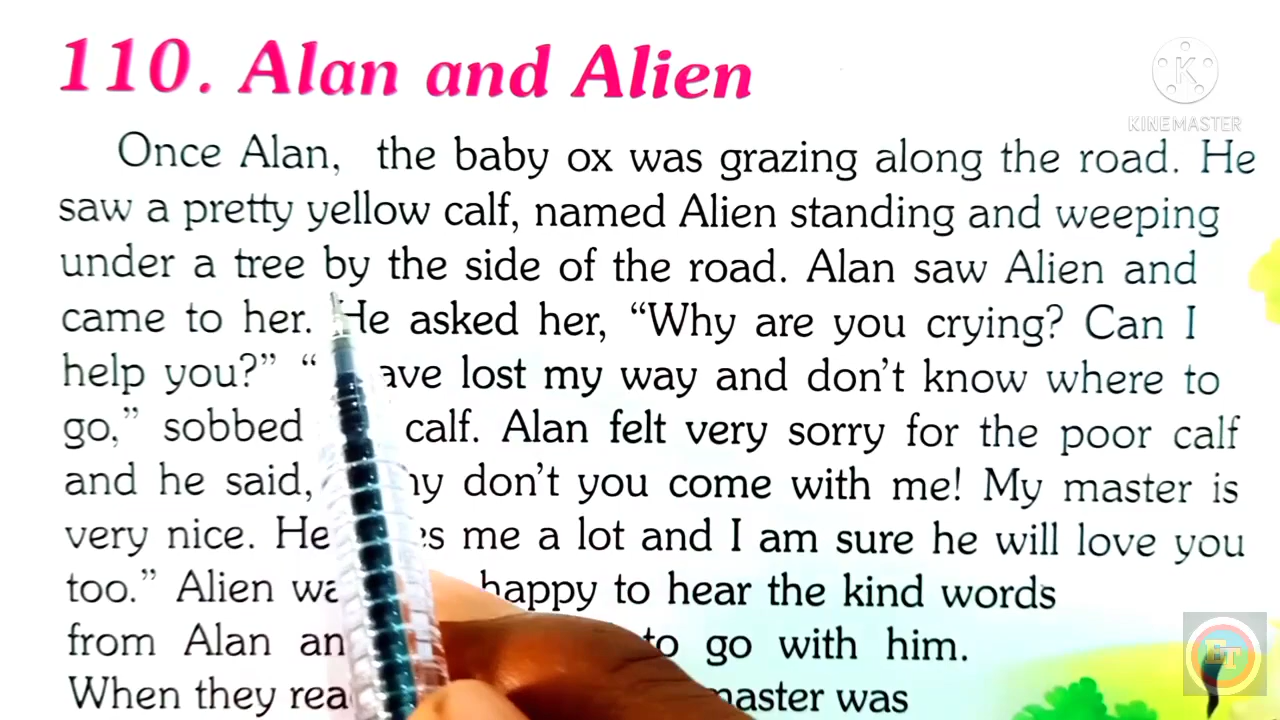 110. Alan and Alien
KINEMASTER
Once Alan, the baby ox was grazing along the road. He
saw a pretty yellow calf, named Alien standing and weeping
under a tree by the side of the road. Alan saw Alien and
came to her. He asked her, “Why are you crying? Can I
help you?” “ lost my way and don’t know where to
go,” sobbed calf. Alan felt very sorry for the poor calf
and he said, don’t you come with me! My master is
very nice. He me a lot and I am sure he will love you
too.” Alien happy to hear the kind words
from Alan to go with him.
When they was
ET